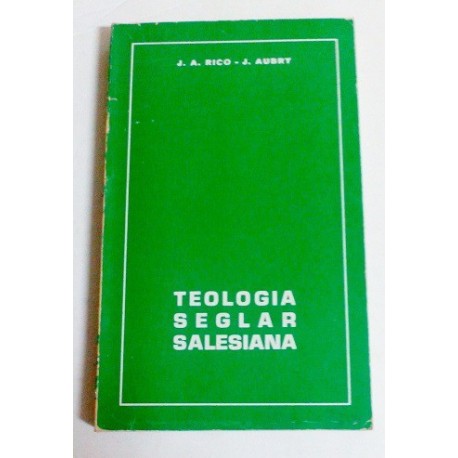 J. A. RICO - J. AUBRY
TEOLOGIA
SEGLAR
SALESIANA